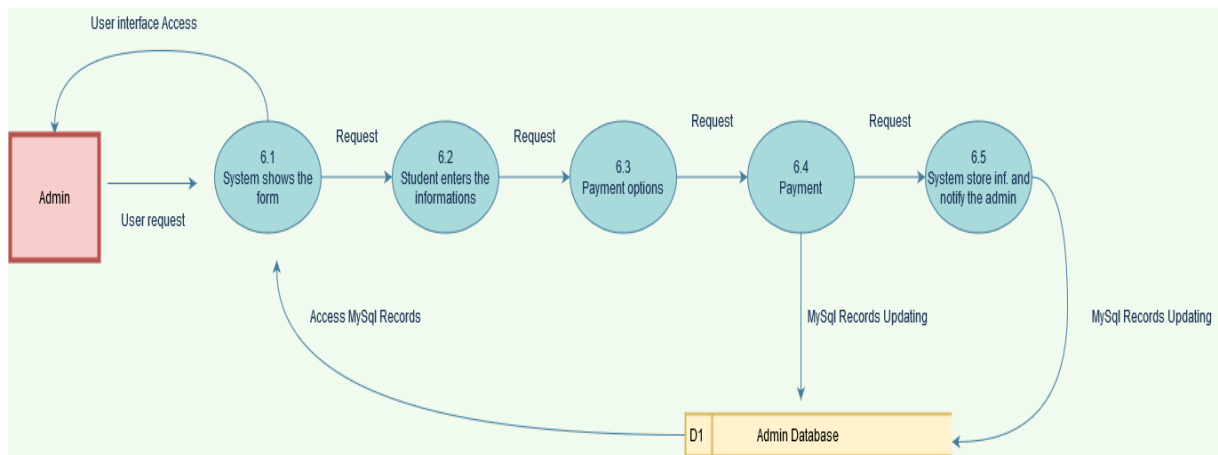 User interface Access
Admin
User request
6.1
System shows the
form
Request
6.2
Student enters the
informations
Request
6.3
Payment options
Request
6.4
Payment
Request
6.5
System store inf. and
notify the admin
Access MySql Records
MySql Records Updating
MySql Records Updating
D1
Admin Database